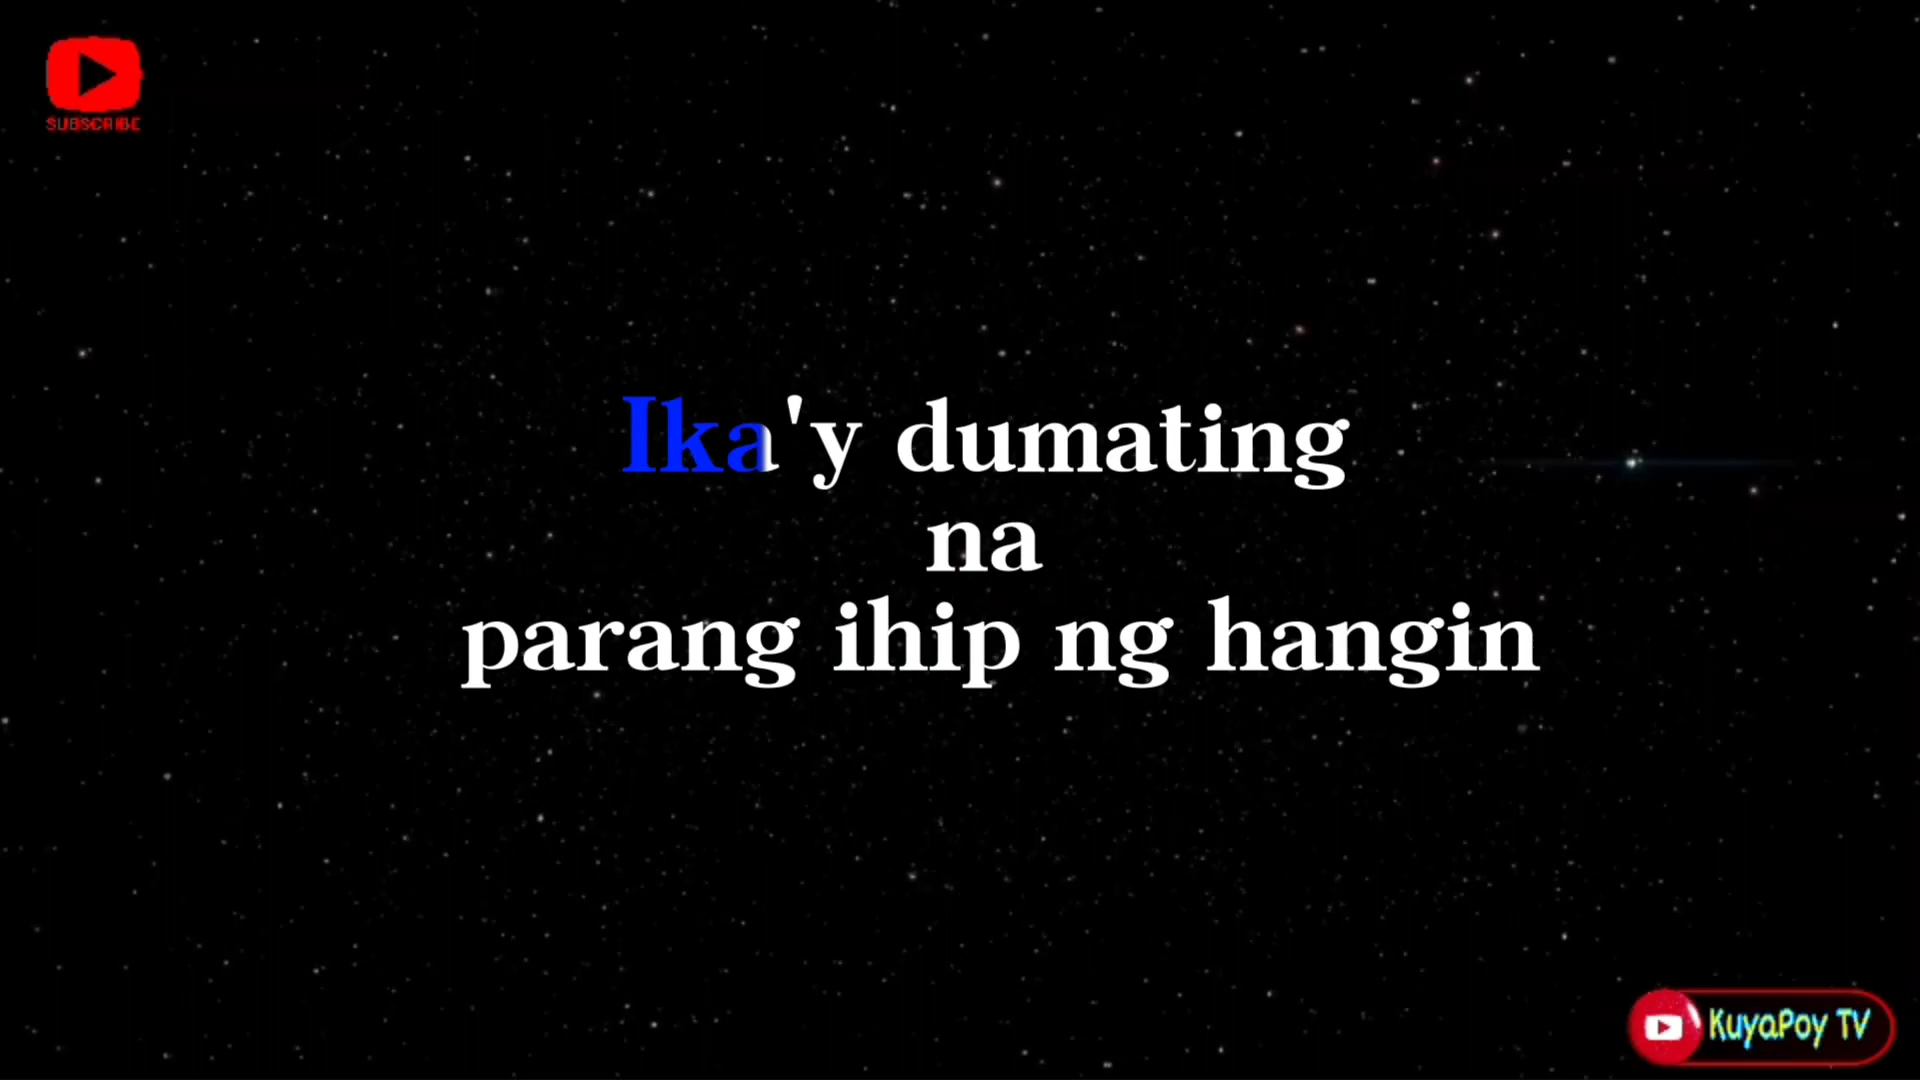 SUBSCRIBE
Ika'y dumating
na
parang ihip ng hangin
KuyaPoy TV